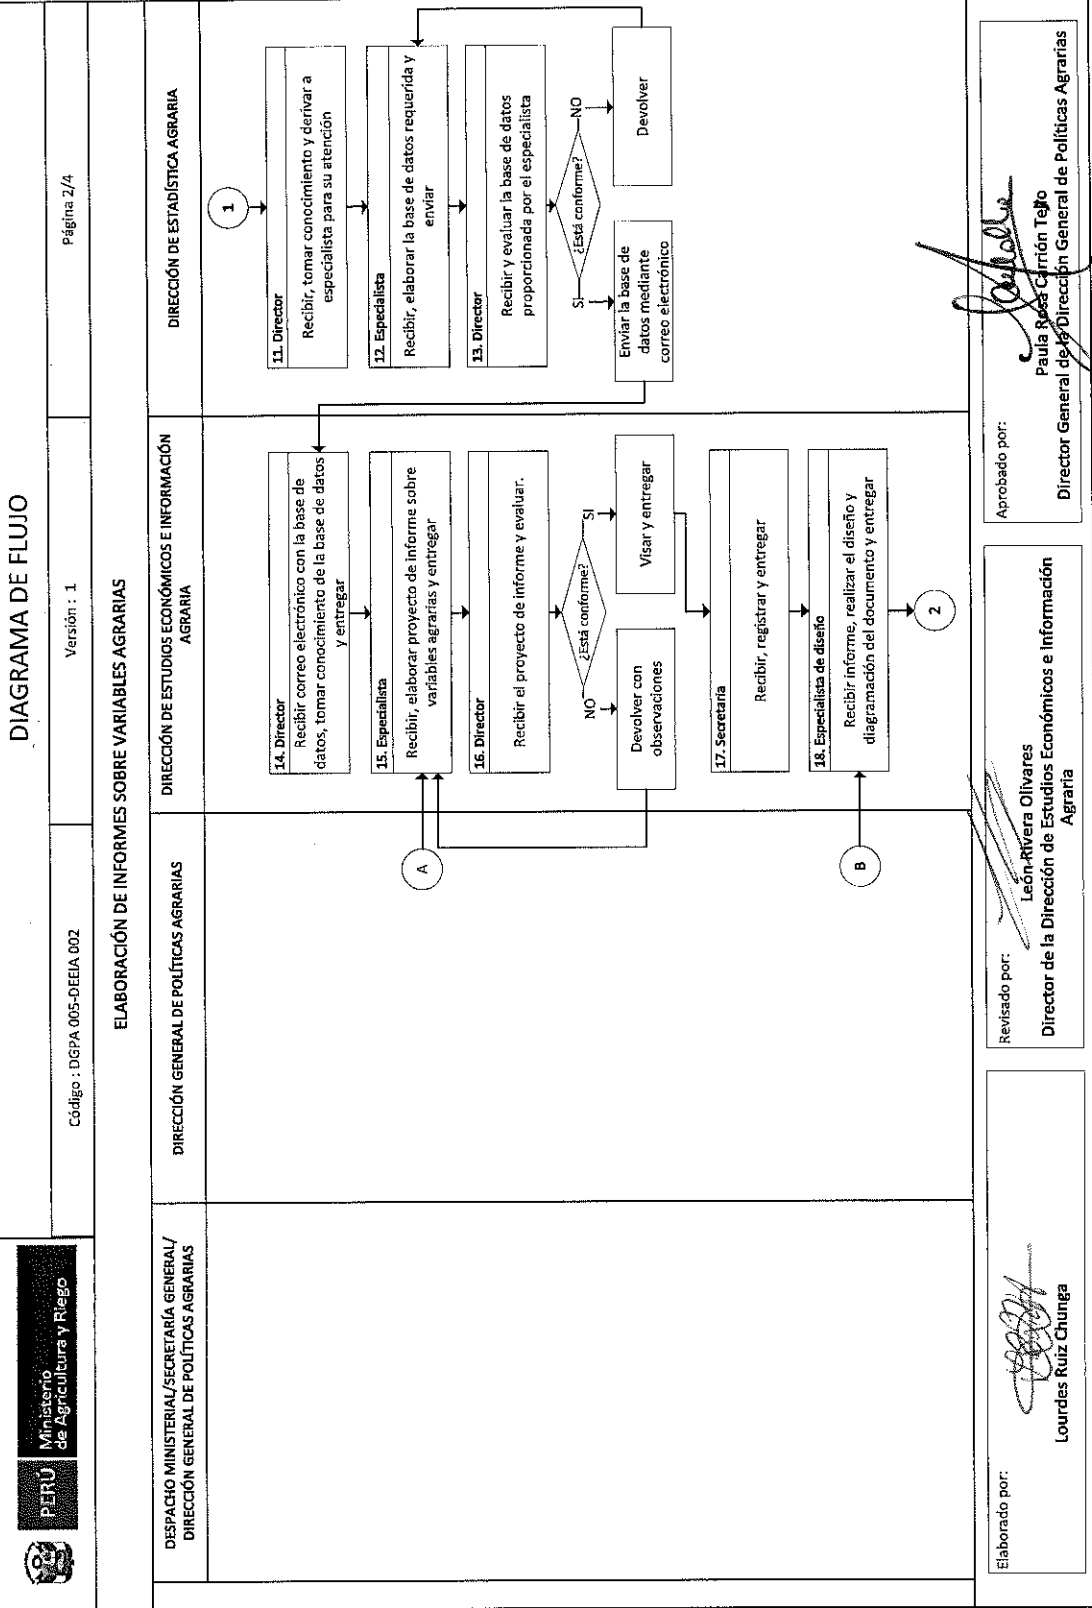 DIAGRAMA DE FLUJO
PERÚ
Ministerio
de Agricultura y Riego
Código : DGPA 005-DEEIA 002
Versión : 1
Página 2/4
ELABORACIÓN DE INFORMES SOBRE VARIABLES AGRARIAS
DESPACHO MINISTERIAL/SECRETARÍA GENERAL/
DIRECCIÓN GENERAL DE POLÍTICAS AGRARIAS
DIRECCIÓN GENERAL DE POLÍTICAS AGRARIAS
DIRECCIÓN DE ESTUDIOS ECONÓMICOS E INFORMACIÓN
AGRARIA
DIRECCIÓN DE ESTADÍSTICA AGRARIA
1
11. Director
Recibir, tomar conocimiento y derivar a
especialista para su atención
12. Especialista
Recibir, elaborar la base de datos requerida y
enviar
13. Director
Recibir y evaluar la base de datos
proporcionada por el especialista
¿Está conforme?
SI
NO
Enviar la base de
datos mediante
correo electrónico
Devolver
14. Director
Recibir correo electrónico con la base de
datos, tomar conocimiento de la base de datos
y entregar
A
15. Especialista
Recibir, elaborar proyecto de informe sobre
variables agrarias y entregar
16. Director
Recibir el proyecto de informe y evaluar.
¿Está conforme?
NO
SI
Devolver con
observaciones
Visar y entregar
17. Secretaria
Recibir, registrar y entregar
B
18. Especialista de diseño
Recibir informe, realizar el diseño y
diagramación del documento y entregar
2
Elaborado por:
Lourdes Ruiz Chunga
Revisado por:
León Rivera Olivares
Director de la Dirección de Estudios Económicos e Información
Agraria
Aprobado por:
Paula Rosa Carrión Tello
Director General de la Dirección General de Políticas Agrarias